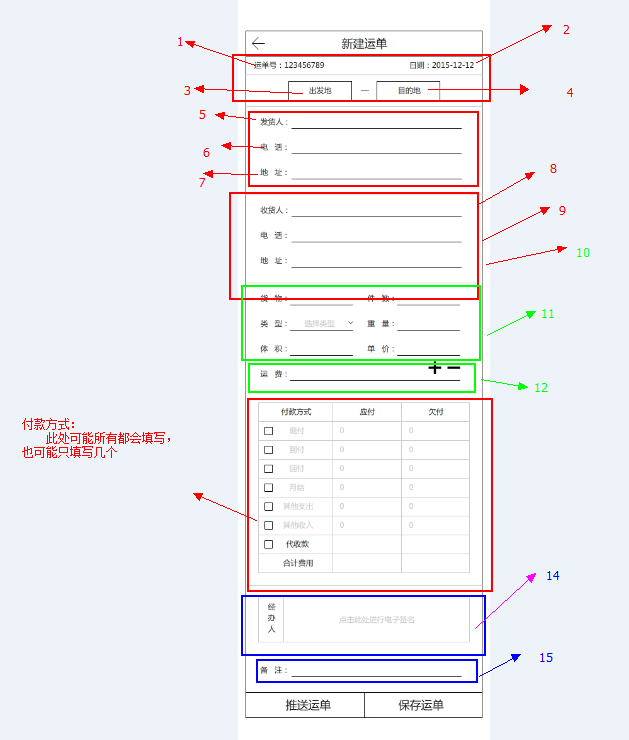 新建运单
1
2
运单号：123456789 日期：2015-12-12
3 出发地 — 目的地 4
5 发货人：
6 电 话：
7 地 址：
8
收货人： 9
电 话：
地 址： 10
货 物： 件 数：
类 型： 选择类型 重 量： 11
体 积： 单 价：
+ −
运 费： 12
付款方式 应付 欠付
付款方式：
此处可能所有都会填写，
也可能只填写几个
现付 0 0
到付 0 0
回付 0 0
月结 0 0
其他支出 0 0
其他收入 0 0
代收款
合计费用
14
经办人 点击此处进行电子签名
15
备 注：
推送运单 保存运单